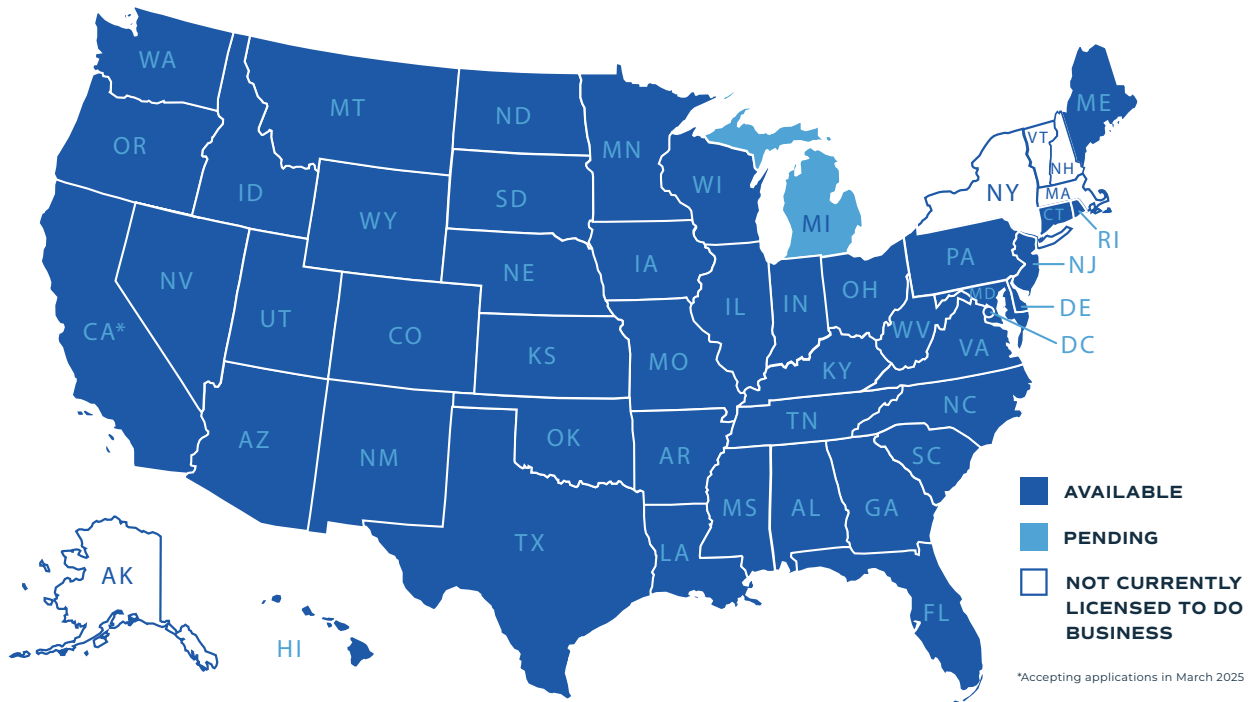 WA
MT
ND
MN
ME
OR
ID
SD
WI
VT
NH
NY
MA
WY
MI
CT
RI
NV
NE
IA
PA
NJ
CA*
UT
CO
IL
IN
OH
MD
DE
KS
MO
WV
VA
DC
KY
AZ
NM
OK
AR
TN
NC
SC
TX
LA
MS
AL
GA
FL
AK
HI
AVAILABLE
PENDING
NOT CURRENTLY
LICENSED TO DO
BUSINESS
*Accepting applications in March 2025